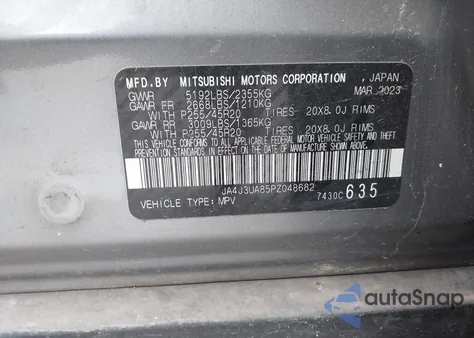 MFD.BY MITSUBISHI MOTORS CORPORATION , JAPAN
GVWR 5192LBS/2355KG MAR.2023
GAWR FR 2668LBS/1210KG
WITH P255/45R20 TIRES 20X8.0J RIMS
GAWR RR 3009LBS/1365KG
WITH P255/45R20 TIRES 20X8.0J RIMS
THIS VEHICLE CONFORMS TO ALL APPLICABLE FEDERAL MOTOR
VEHICLE SAFETY AND THEFT PREVENTION STANDARDS IN EFFECT
ON THE DATE OF MANUFACTURE SHOWN ABOVE.
JA4J3UA85PZ048682
VEHICLE TYPE: MPV 7430C 635
autoSnap